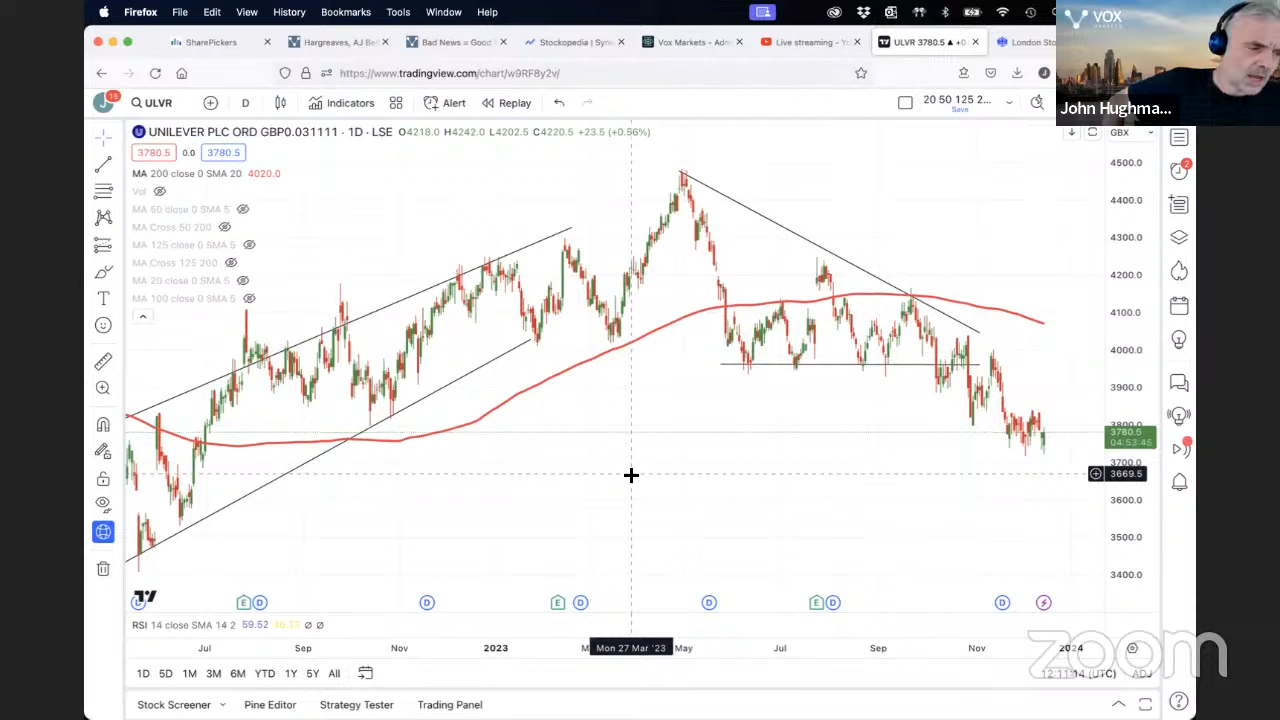 Firefox File Edit View History Bookmarks Tools Window Help
SharePickers Hargreaves, AJ Be Bad News = Good Stockopedia | Syn Vox Markets - Adm Live streaming - Yo ULVR 3780.5 ▲ +0 London Sto
VOX
MARKETS
John Hughma...
https://www.tradingview.com/chart/w9RF8y2v/
J 15 ULVR D Indicators Alert Replay 20 50 125 2...
Save
UNILEVER PLC ORD GBP0.031111 · 1D · LSE O4218.0 H4242.0 L4202.5 C4220.5 +23.5 (+0.56%)
GBX
3780.5 0.0 3780.5
MA 200 close 0 SMA 20 4020.0
Vol
MA 50 close 0 SMA 5
MA Cross 50 200
MA 125 close 0 SMA 5
MA Cross 125 200
MA 20 close 0 SMA 5
MA 100 close 0 SMA 5
4500.0
4400.0
4300.0
4200.0
4100.0
4000.0
3900.0
3800.0
3780.5
04:53:45
3700.0
3669.5
3600.0
3500.0
3400.0
2
E D D E D D E D D
RSI 14 close SMA 14 2 59.52
Jul Sep Nov 2023 Mon 27 Mar '23 May Jul Sep Nov 2024
1D 5D 1M 3M 6M YTD 1Y 5Y All 12:11:14 (UTC) ADJ
zoom
Stock Screener Pine Editor Strategy Tester Trading Panel